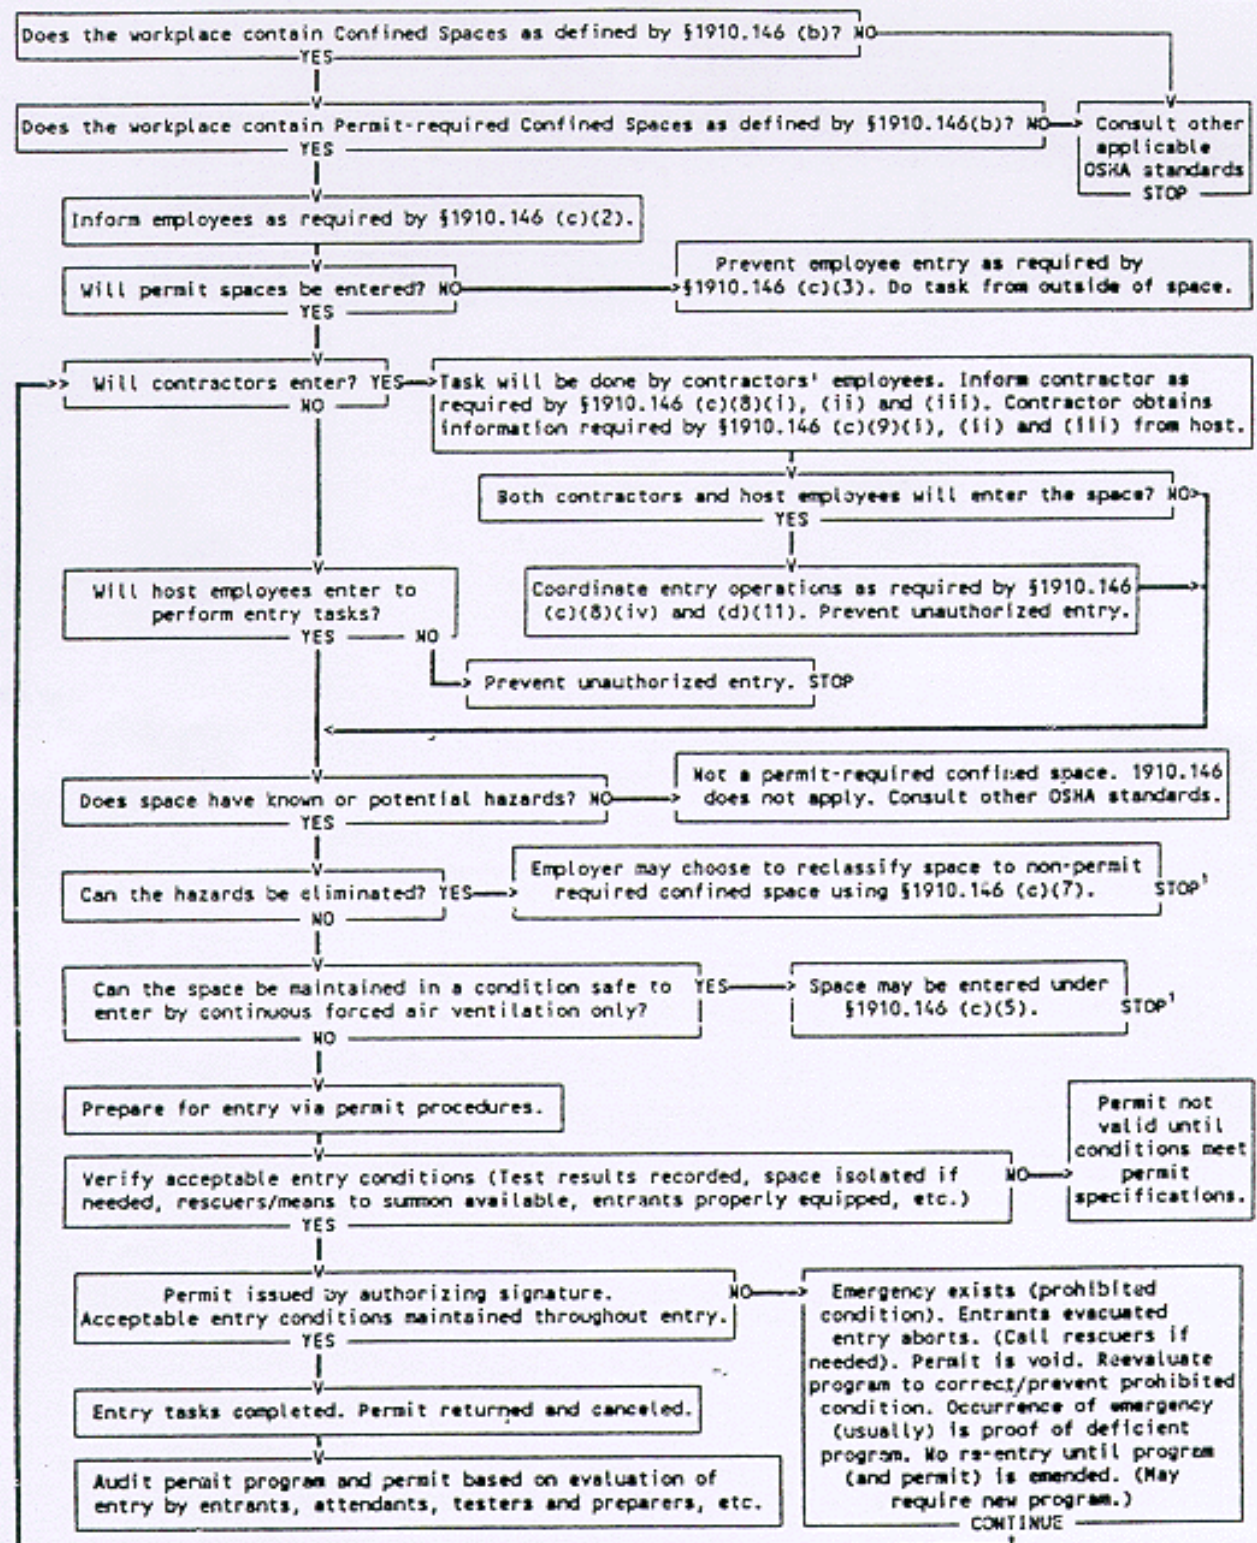 Does the workplace contain Confined Spaces as defined by §1910.146 (b)? NO
YES
Does the workplace contain Permit-required Confined Spaces as defined by §1910.146(b)? NO
YES
Consult other
applicable
OSHA standards
STOP
Inform employees as required by §1910.146 (c)(2).
Will permit spaces be entered? NO
YES
Prevent employee entry as required by
§1910.146 (c)(3). Do task from outside of space.
Will contractors enter? YES
NO
Task will be done by contractors' employees. Inform contractor as
required by §1910.146 (c)(8)(i), (ii) and (iii). Contractor obtains
information required by §1910.146 (c)(9)(i), (ii) and (iii) from host.
Both contractors and host employees will enter the space? NO
YES
Coordinate entry operations as required by §1910.146
(c)(8)(iv) and (d)(11). Prevent unauthorized entry.
Will host employees enter to
perform entry tasks?
YES NO
Prevent unauthorized entry. STOP
Does space have known or potential hazards? NO
YES
Not a permit-required confined space. 1910.146
does not apply. Consult other OSHA standards.
Can the hazards be eliminated? YES
NO
Employer may choose to reclassify space to non-permit
required confined space using §1910.146 (c)(7). STOP¹
Can the space be maintained in a condition safe to YES
enter by continuous forced air ventilation only?
NO
Space may be entered under
§1910.146 (c)(5). STOP¹
Prepare for entry via permit procedures.
Verify acceptable entry conditions (Test results recorded, space isolated if NO
needed, rescuers/means to summon available, entrants properly equipped, etc.)
YES
Permit not
valid until
conditions meet
permit
specifications.
Permit issued by authorizing signature. NO
Acceptable entry conditions maintained throughout entry.
YES
Emergency exists (prohibited
condition). Entrants evacuated
entry aborts. (Call rescuers if
needed). Permit is void. Reevaluate
program to correct/prevent prohibited
condition. Occurrence of emergency
(usually) is proof of deficient
program. No re-entry until program
(and permit) is emended. (May
require new program.)
CONTINUE
Entry tasks completed. Permit returned and canceled.
Audit permit program and permit based on evaluation of
entry by entrants, attendants, testers and preparers, etc.